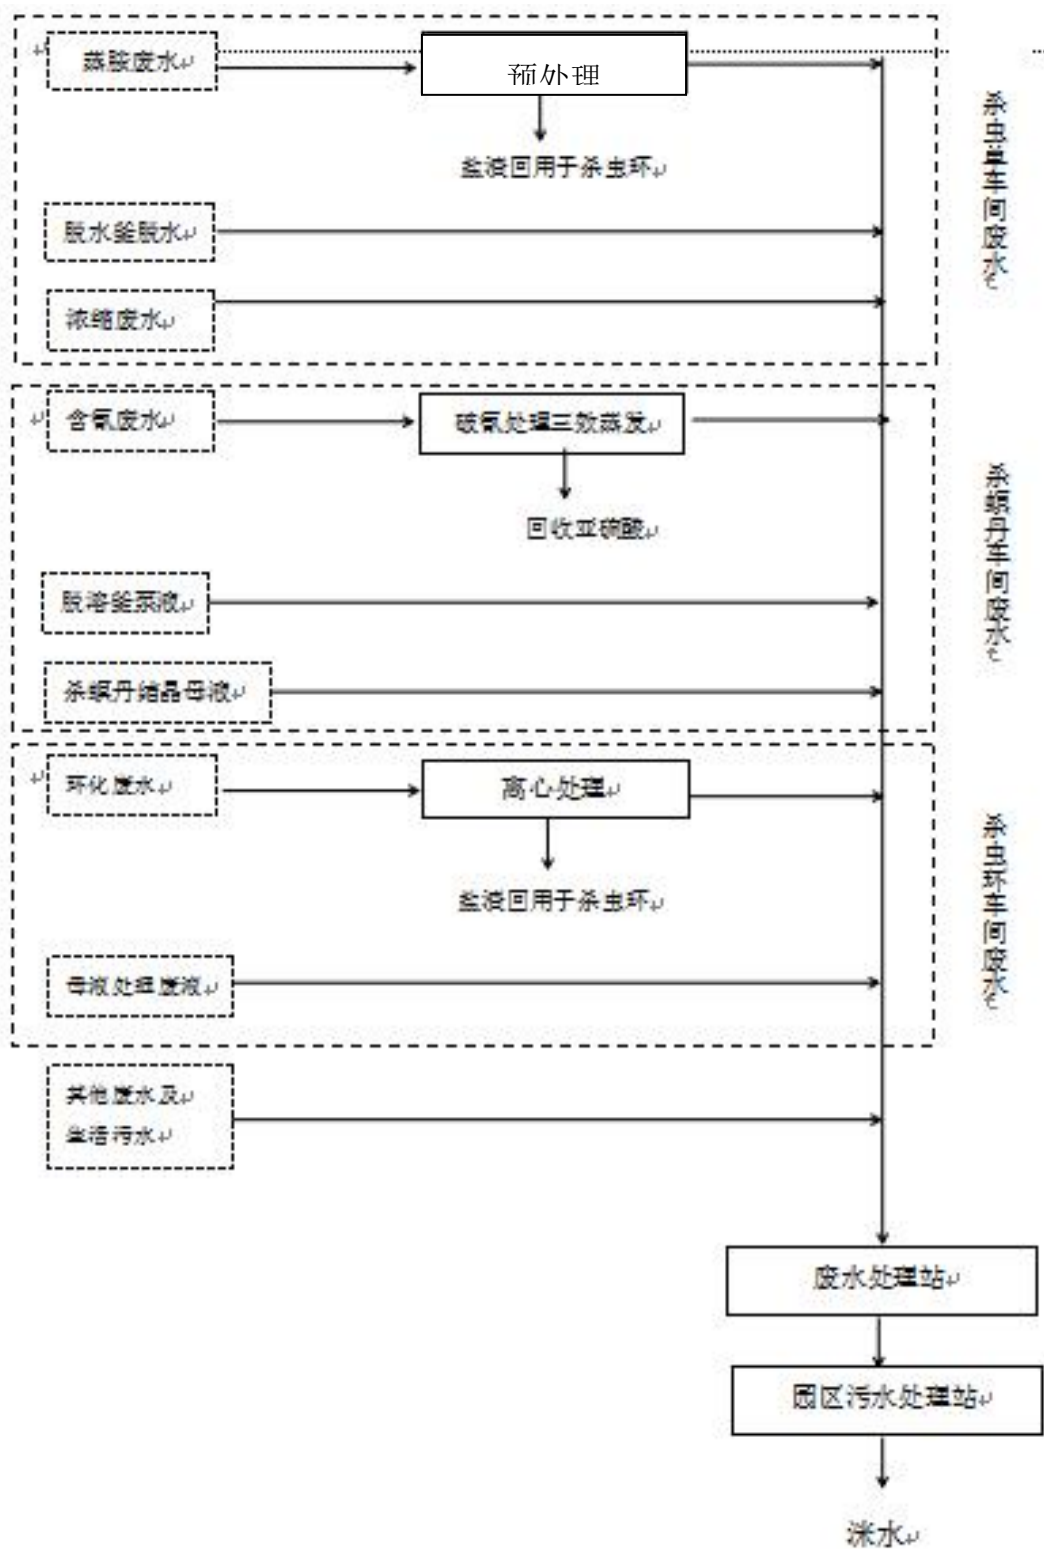 蒸胺废水
预处理
盐渣回用于杀虫环
脱水釜脱水
浓缩废水
杀虫单车间废水
含氰废水
破氰处理三效蒸发
回收亚硫酸
脱溶釜泵液
杀螟丹结晶母液
杀螟丹车间废水
环化废水
离心处理
盐渣回用于杀虫环
母液处理废液
杀虫环车间废水
其他废水及
生活污水
废水处理站
园区污水处理站
洣水